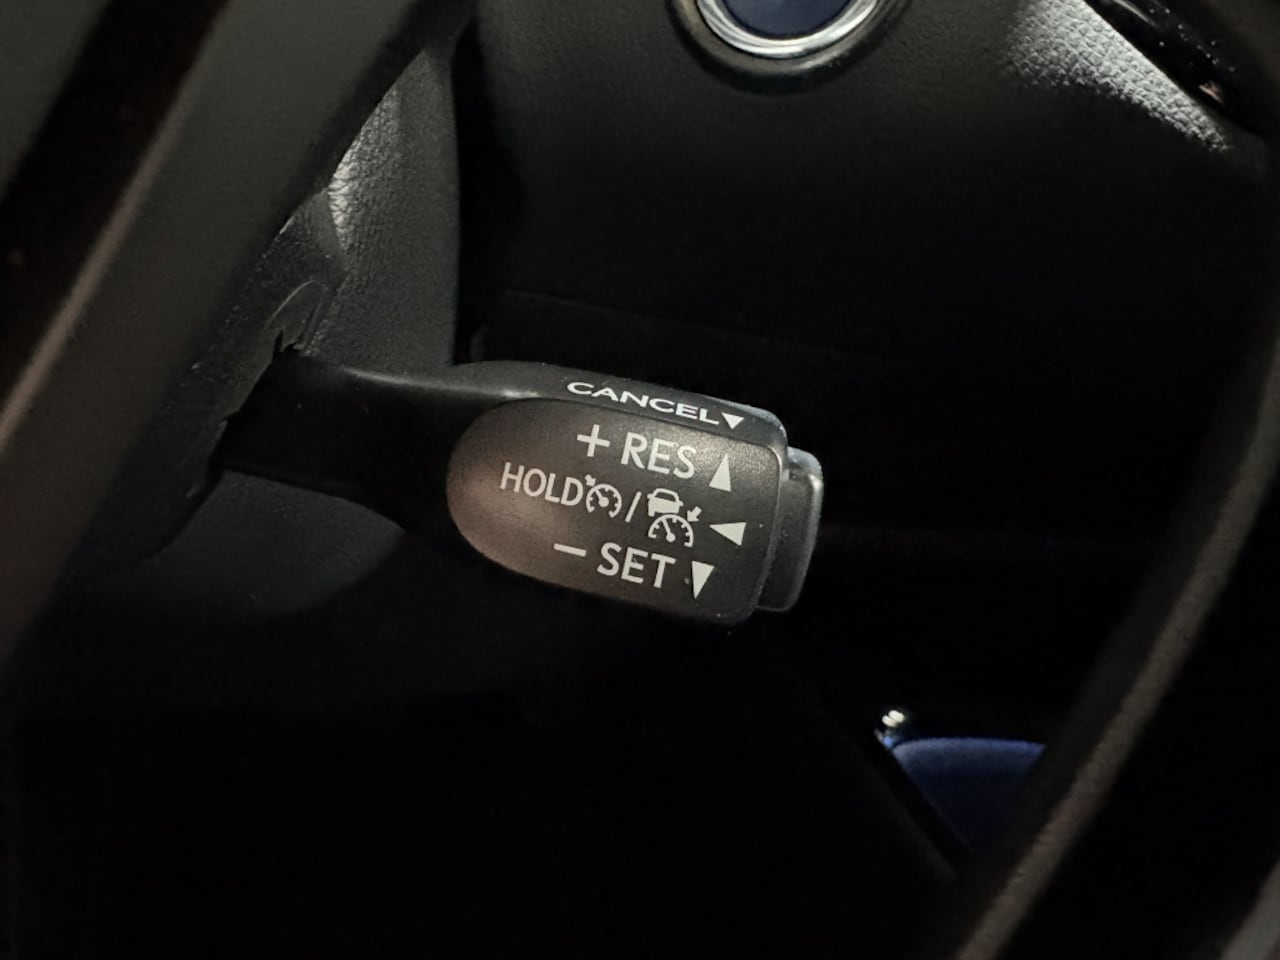 CANCEL▼
+ RES ▲
HOLD / ◀
− SET ▼